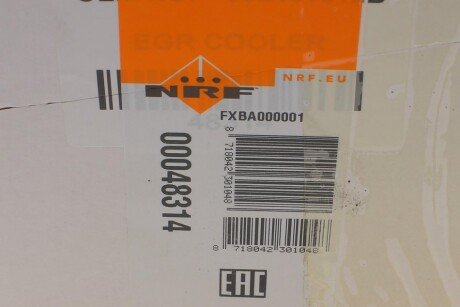 EGR COOLER
NRF
NRF.EU
FXBA000001
00048314
8 718042 301048
8 718042 301048
EAC